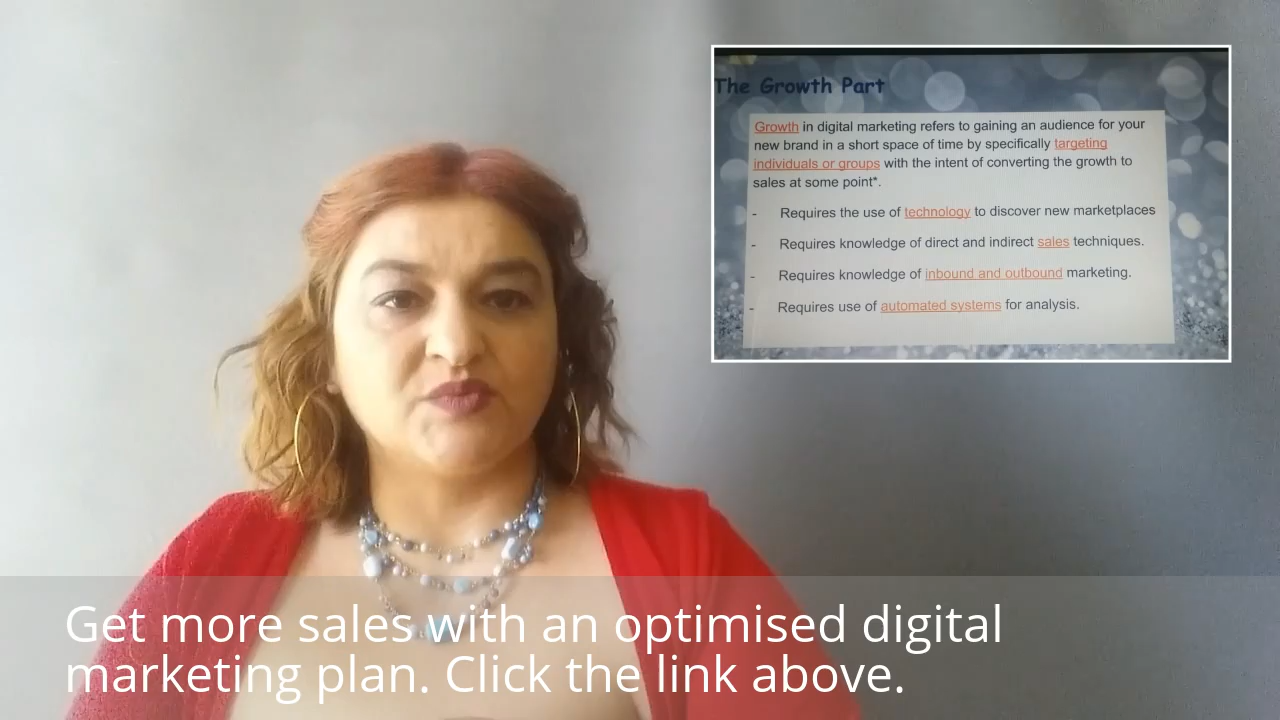 The Growth Part
Growth in digital marketing refers to gaining an audience for your
new brand in a short space of time by specifically targeting
individuals or groups with the intent of converting the growth to
sales at some point*.
- Requires the use of technology to discover new marketplaces
- Requires knowledge of direct and indirect sales techniques.
- Requires knowledge of inbound and outbound marketing.
- Requires use of automated systems for analysis.
Get more sales with an optimised digital
marketing plan. Click the link above.